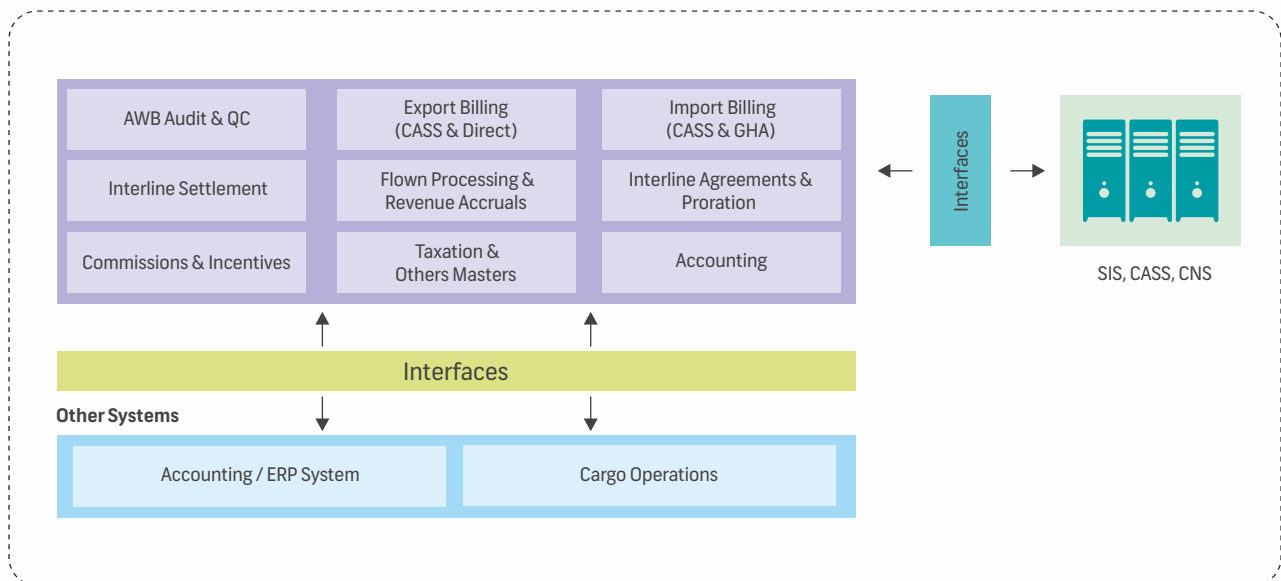 AWB Audit & QC
Export Billing
(CASS & Direct)
Import Billing
(CASS & GHA)
Interline Settlement
Flown Processing &
Revenue Accruals
Interline Agreements &
Proration
Commissions & Incentives
Taxation &
Others Masters
Accounting
Interfaces
SIS, CASS, CNS
Interfaces
Other Systems
Accounting / ERP System
Cargo Operations